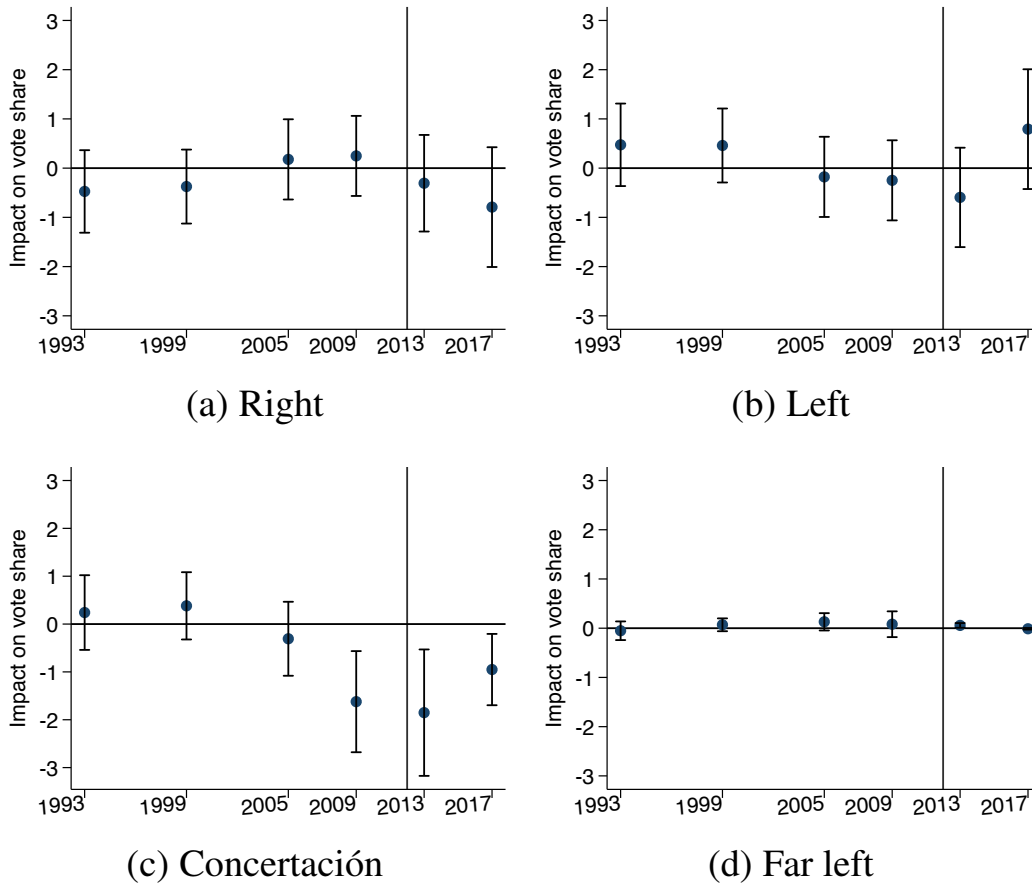 Impact on vote share
3
2
1
0
-1
-2
-3
1993 1999 2005 2009 2013 2017
(a) Right
Impact on vote share
3
2
1
0
-1
-2
-3
1993 1999 2005 2009 2013 2017
(b) Left
Impact on vote share
3
2
1
0
-1
-2
-3
1993 1999 2005 2009 2013 2017
(c) Concertación
Impact on vote share
3
2
1
0
-1
-2
-3
1993 1999 2005 2009 2013 2017
(d) Far left